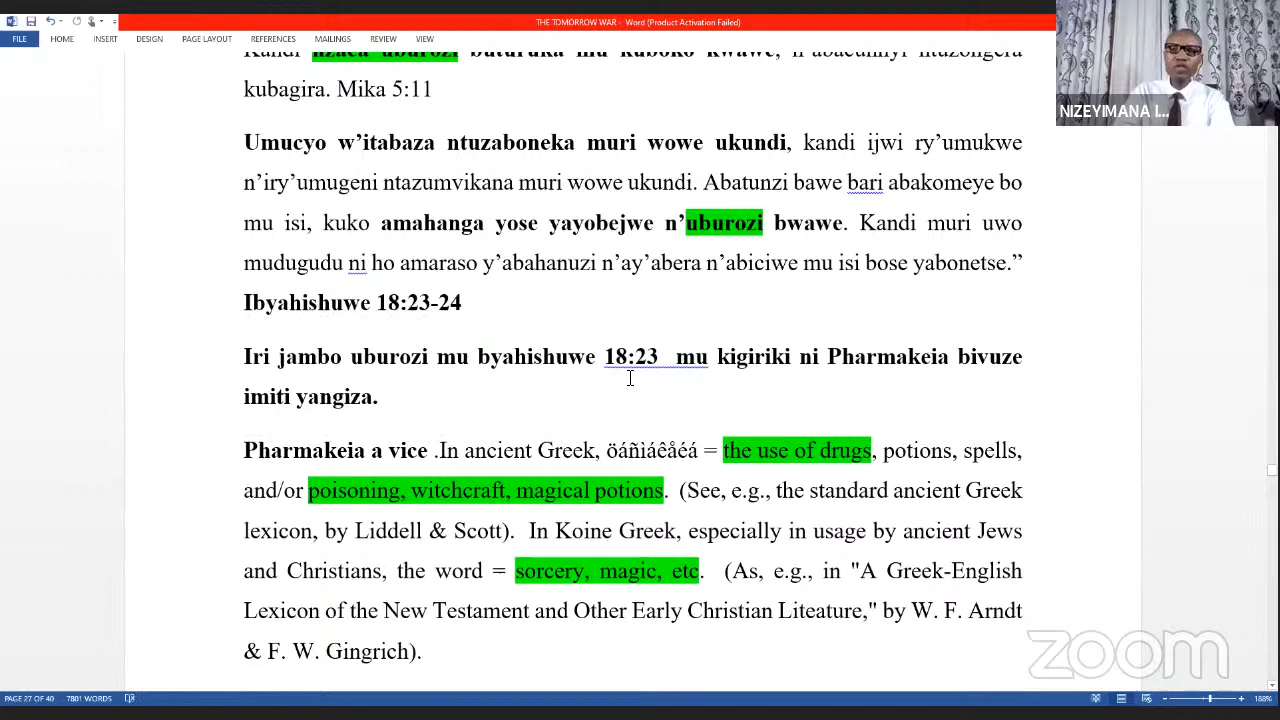 THE TOMORROW WAR - Word (Product Activation Failed)
FILE HOME INSERT DESIGN PAGE LAYOUT REFERENCES MAILINGS REVIEW VIEW
kubagira. Mika 5:11
NIZEYIMANA I...
Umucyo w’itabaza ntuzaboneka muri wowe ukundi, kandi ijwi ry’umukwe
n’iry’umugeni ntazumvikana muri wowe ukundi. Abatunzi bawe bari abakomeye bo
mu isi, kuko amahanga yose yayobejwe n’uburozi bwawe. Kandi muri uwo
mudugudu ni ho amaraso y’abahanuzi n’ay’abera n’abiciwe mu isi bose yabonetse.”
Ibyahishuwe 18:23-24
Iri jambo uburozi mu byahishuwe 18:23 mu kigiriki ni Pharmakeia bivuze
imiti yangiza.
Pharmakeia a vice .In ancient Greek, öáñìáêåéá = the use of drugs, potions, spells,
and/or poisoning, witchcraft, magical potions. (See, e.g., the standard ancient Greek
lexicon, by Liddell & Scott). In Koine Greek, especially in usage by ancient Jews
and Christians, the word = sorcery, magic, etc. (As, e.g., in "A Greek-English
Lexicon of the New Testament and Other Early Christian Liteature," by W. F. Arndt
& F. W. Gingrich).
zoom
PAGE 27 OF 40 7801 WORDS 188%